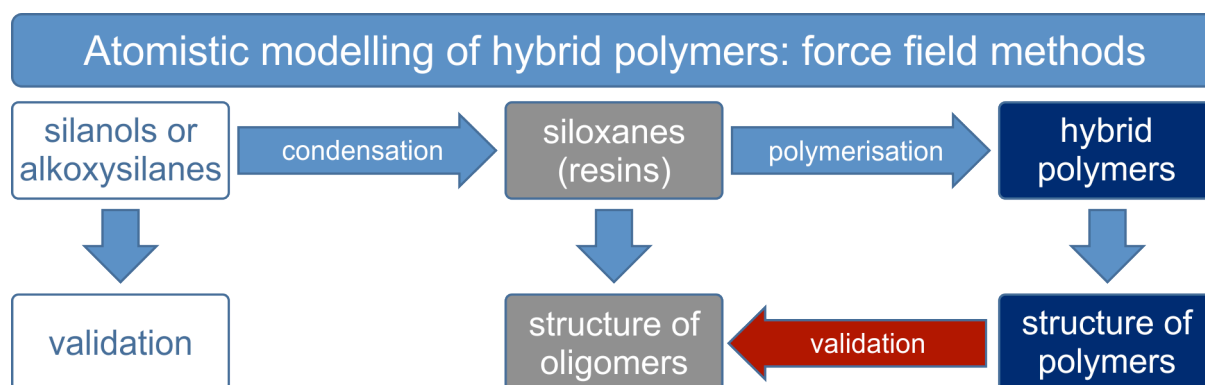 Atomistic modelling of hybrid polymers: force field methods
silanols or
alkoxysilanes
condensation
siloxanes
(resins)
polymerisation
hybrid
polymers
validation
structure of
oligomers
validation
structure of
polymers